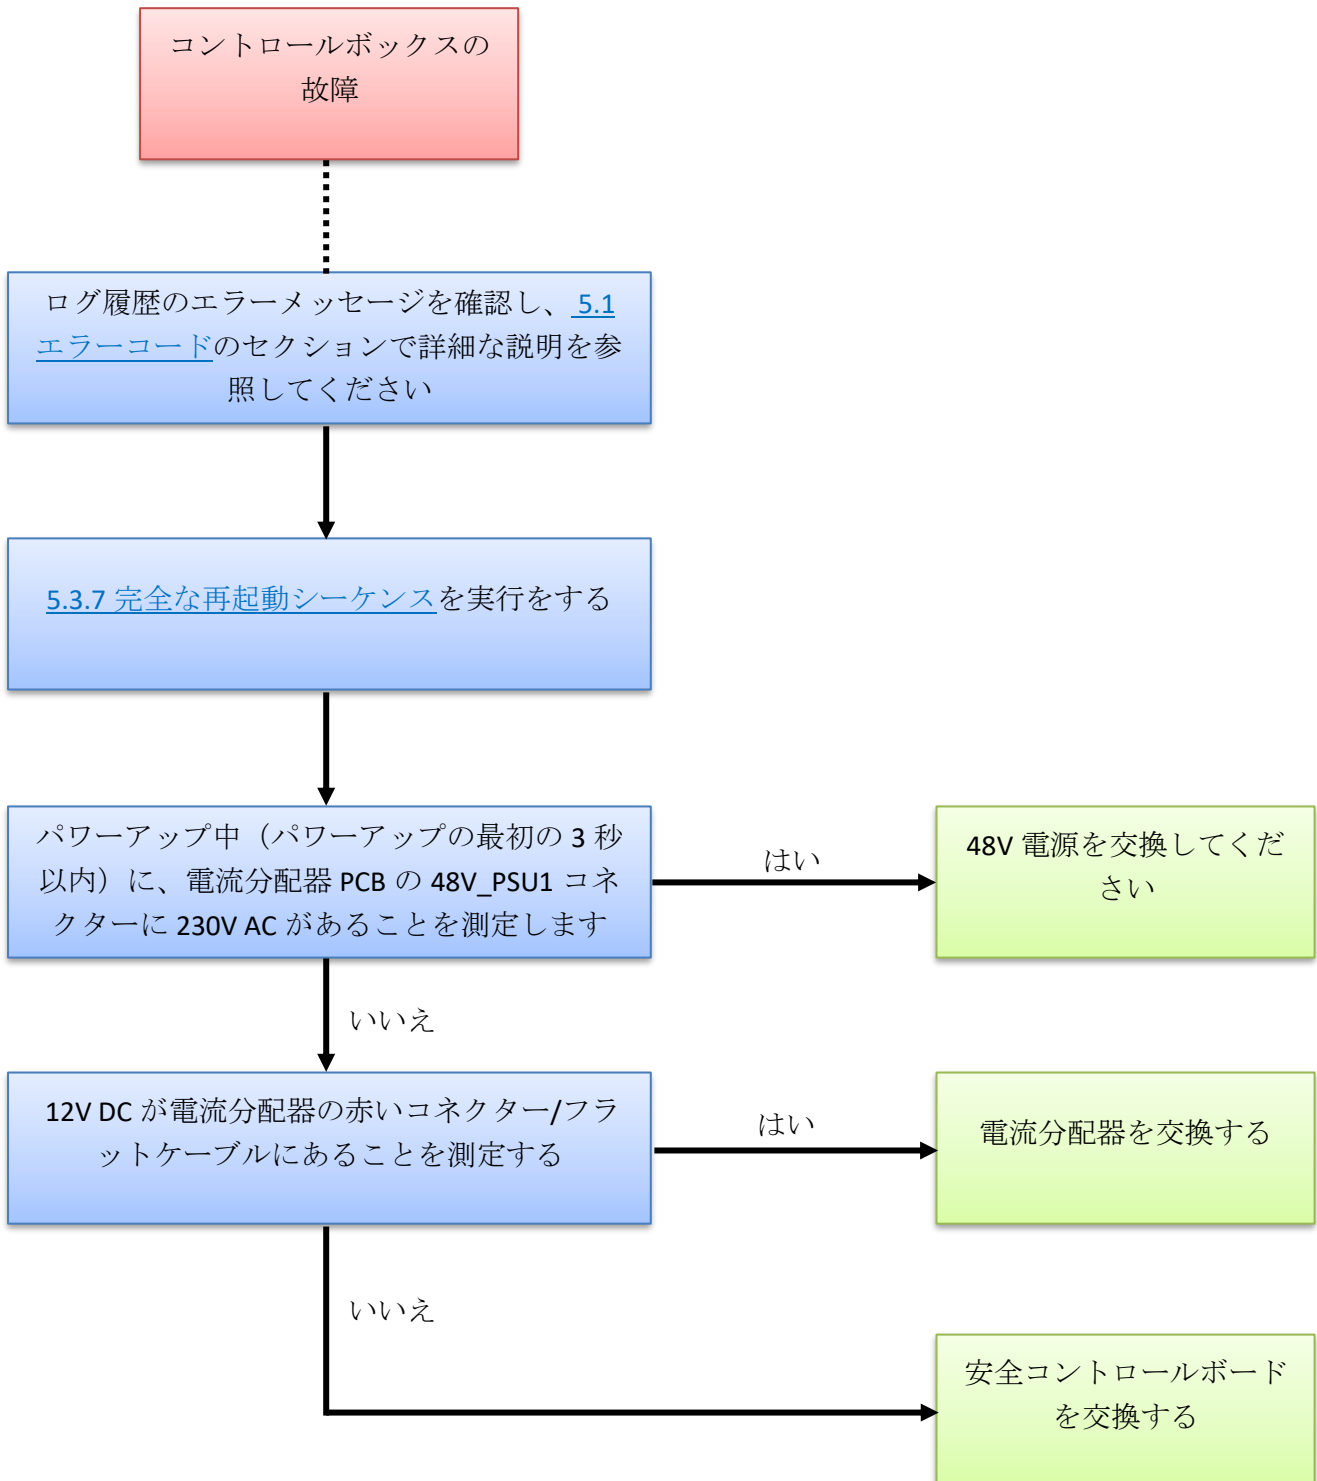 コントロールボックスの
故障
ログ履歴のエラーメッセージを確認し、 5.1
エラーコードのセクションで詳細な説明を参
照してください
5.3.7 完全な再起動シーケンスを実行をする
パワーアップ中（パワーアップの最初の 3 秒
以内）に、電流分配器 PCB の 48V_PSU1 コネ
クターに 230V AC があることを測定します
はい
48V 電源を交換してくだ
さい
いいえ
12V DC が電流分配器の赤いコネクター/フラ
ットケーブルにあることを測定する
はい
電流分配器を交換する
いいえ
安全コントロールボード
を交換する